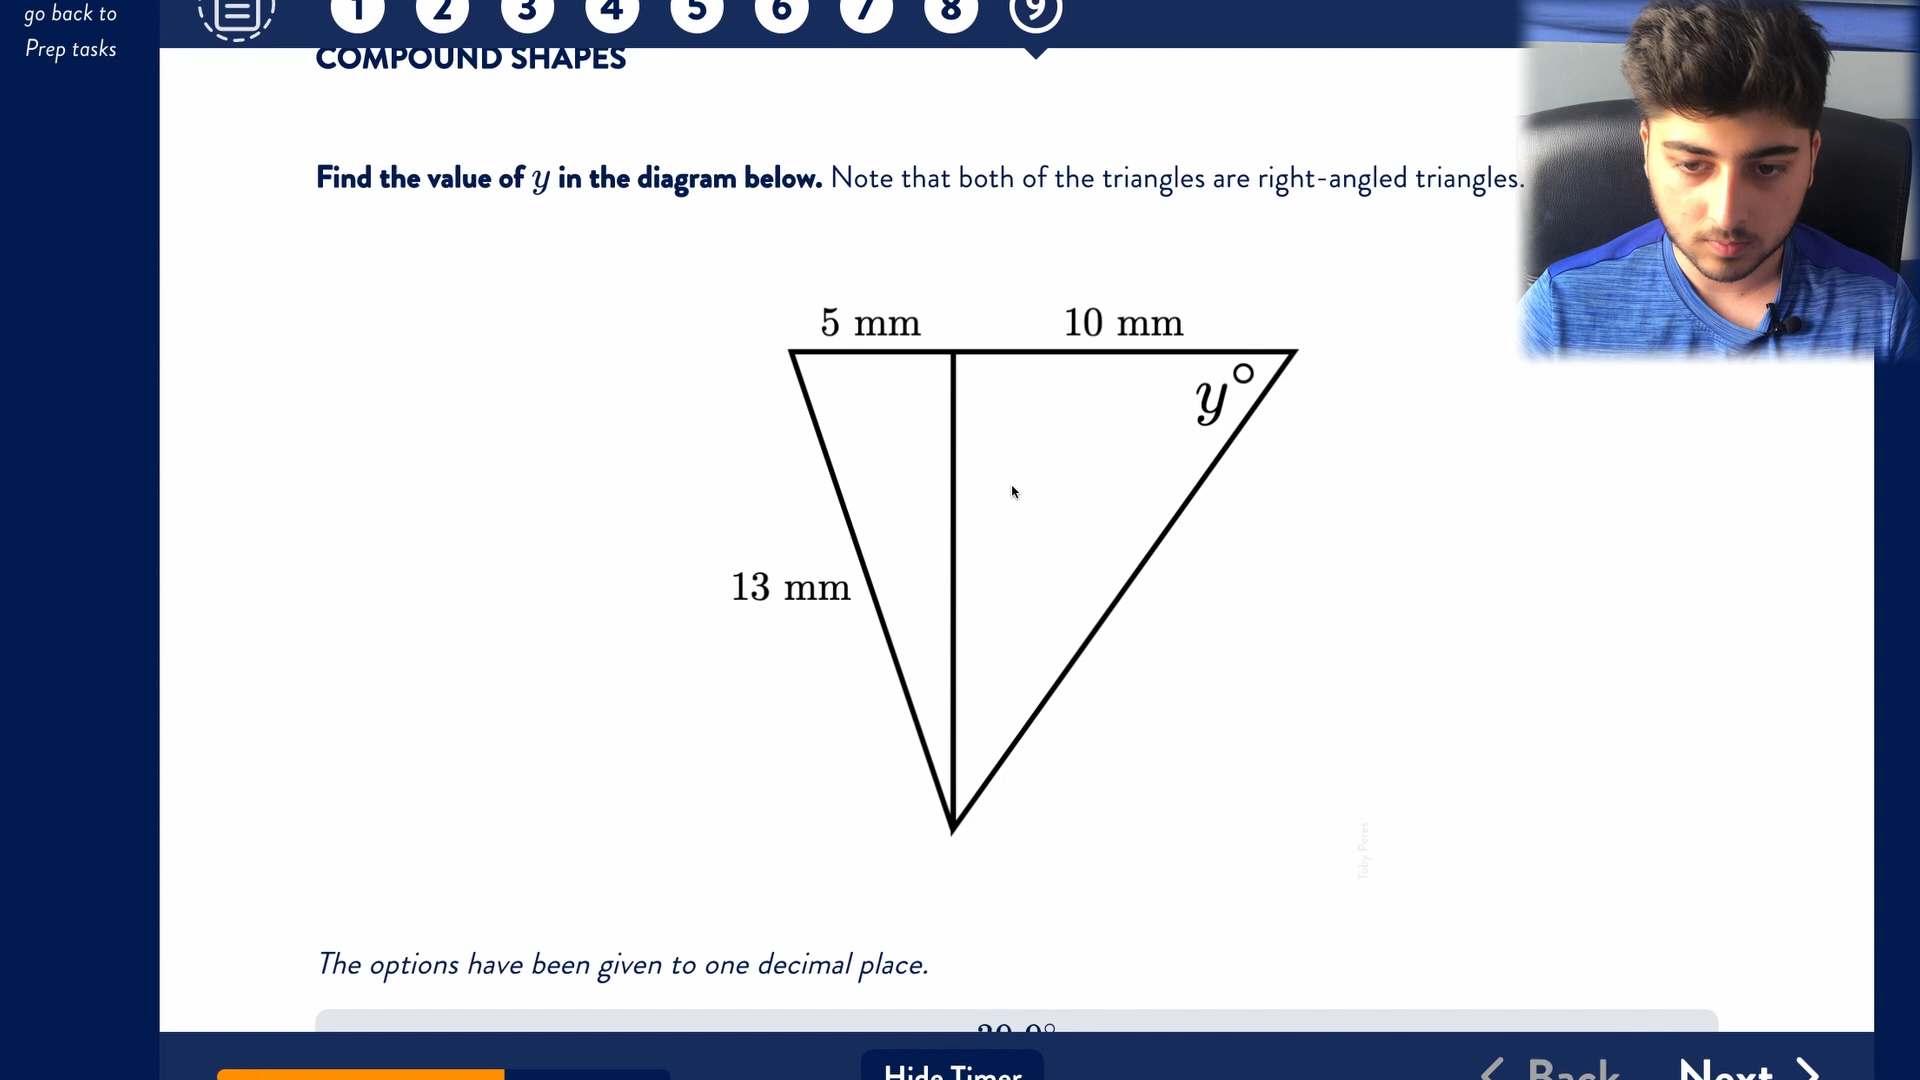 go back to
Prep tasks
1 2 3 4 5 6 7 8 9
COMPOUND SHAPES
Find the value of y in the diagram below. Note that both of the triangles are right-angled triangles.
5 mm 10 mm
y°
13 mm
Toby Peres
The options have been given to one decimal place.
Hide Timer
Back Next